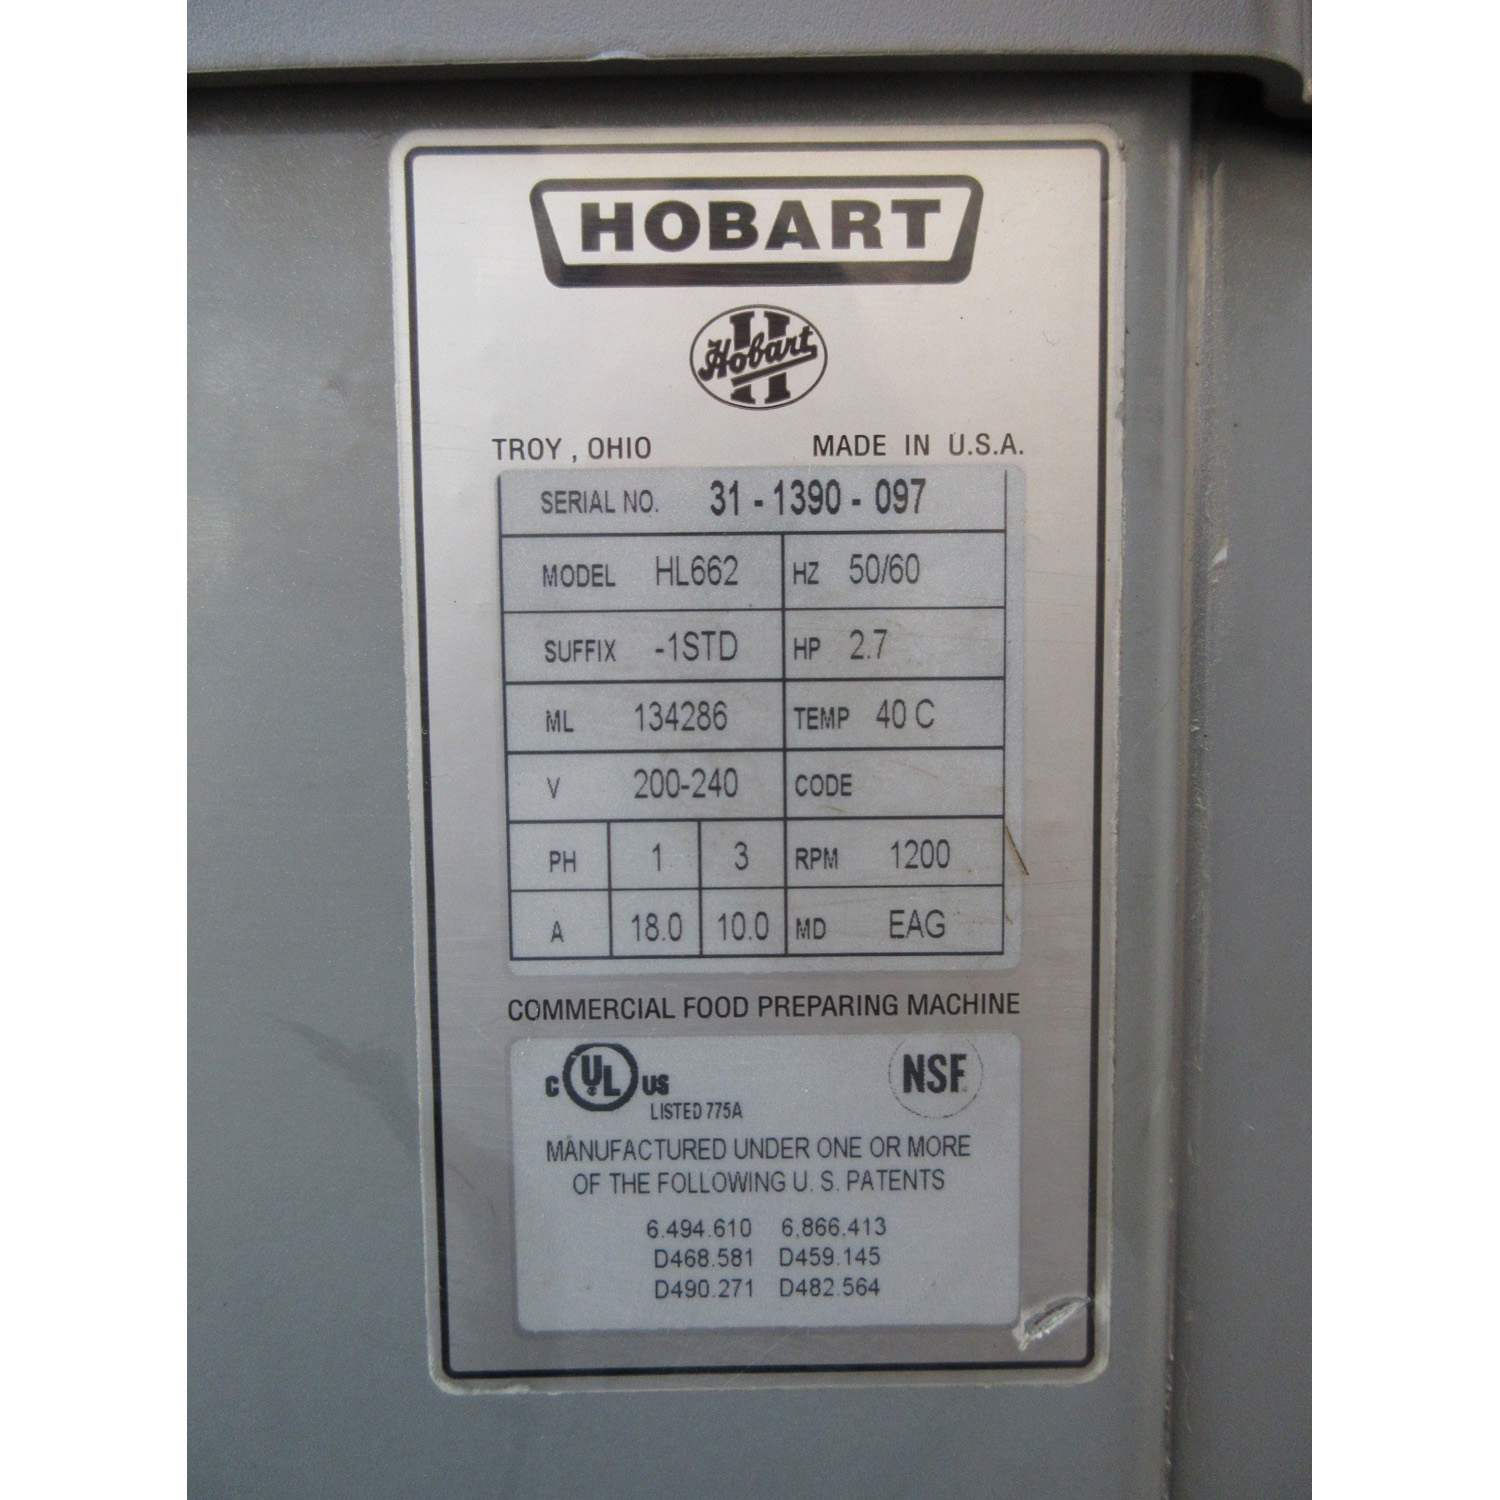 HOBART
Hobart
TROY, OHIO MADE IN U.S.A.
SERIAL NO. 31-1390-097
MODEL HL662 HZ 50/60
SUFFIX -1STD HP 2.7
ML 134286 TEMP 40 C
V 200-240 CODE
PH 1 3 RPM 1200
A 18.0 10.0 MD EAG
COMMERCIAL FOOD PREPARING MACHINE
C UL ® US NSF
LISTED 775A
MANUFACTURED UNDER ONE OR MORE
OF THE FOLLOWING U. S. PATENTS
6.494.610 6.866.413
D468.581 D459.145
D490.271 D482.564